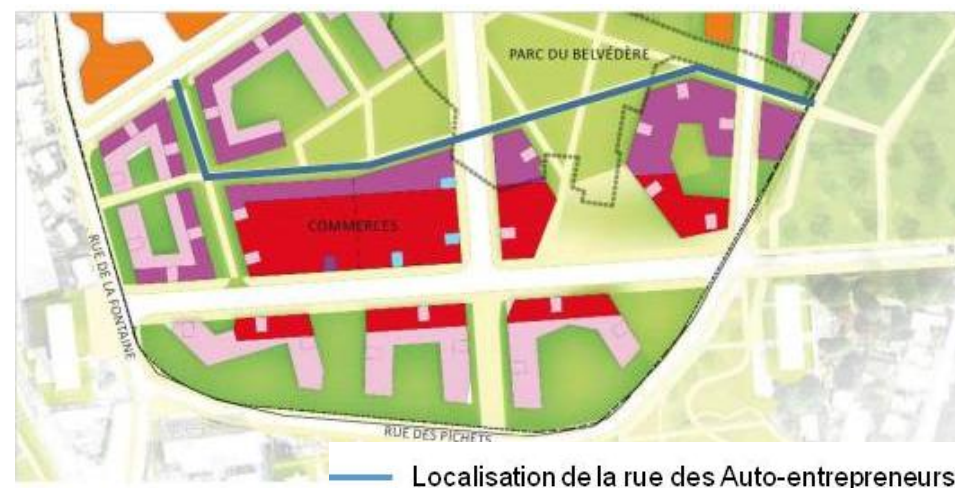 PARC DU BELVÉDÈRE
COMMERCES
RUE DE LA FONTAINE
RUE DES PICHETS
Localisation de la rue des Auto-entrepreneurs